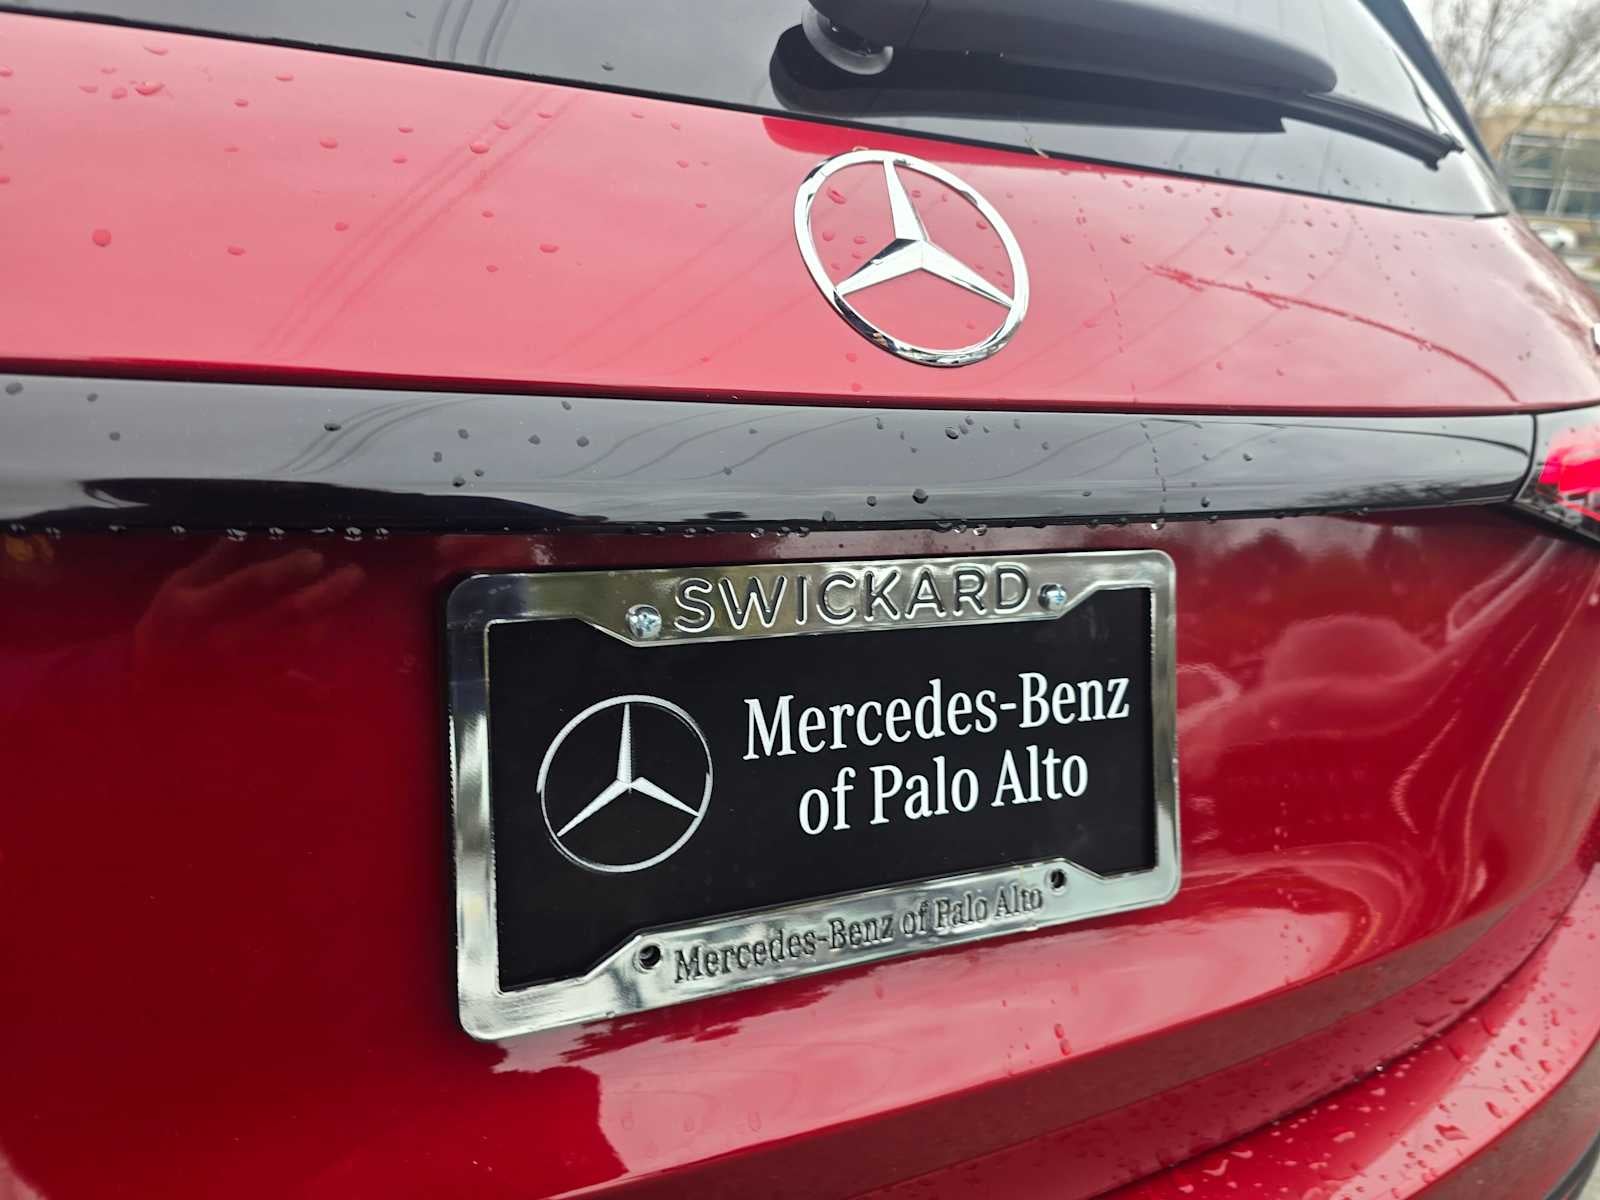 SWICKARD
Mercedes-Benz
of Palo Alto
Mercedes-Benz of Palo Alto